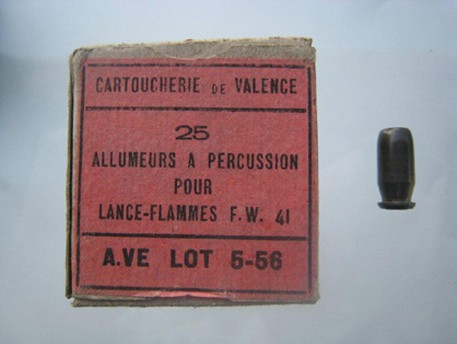 CARTOUCHERIE DE VALENCE
25
ALLUMEURS A PERCUSSION
POUR
LANCE-FLAMMES F.W. 41
A.VE LOT 5-56